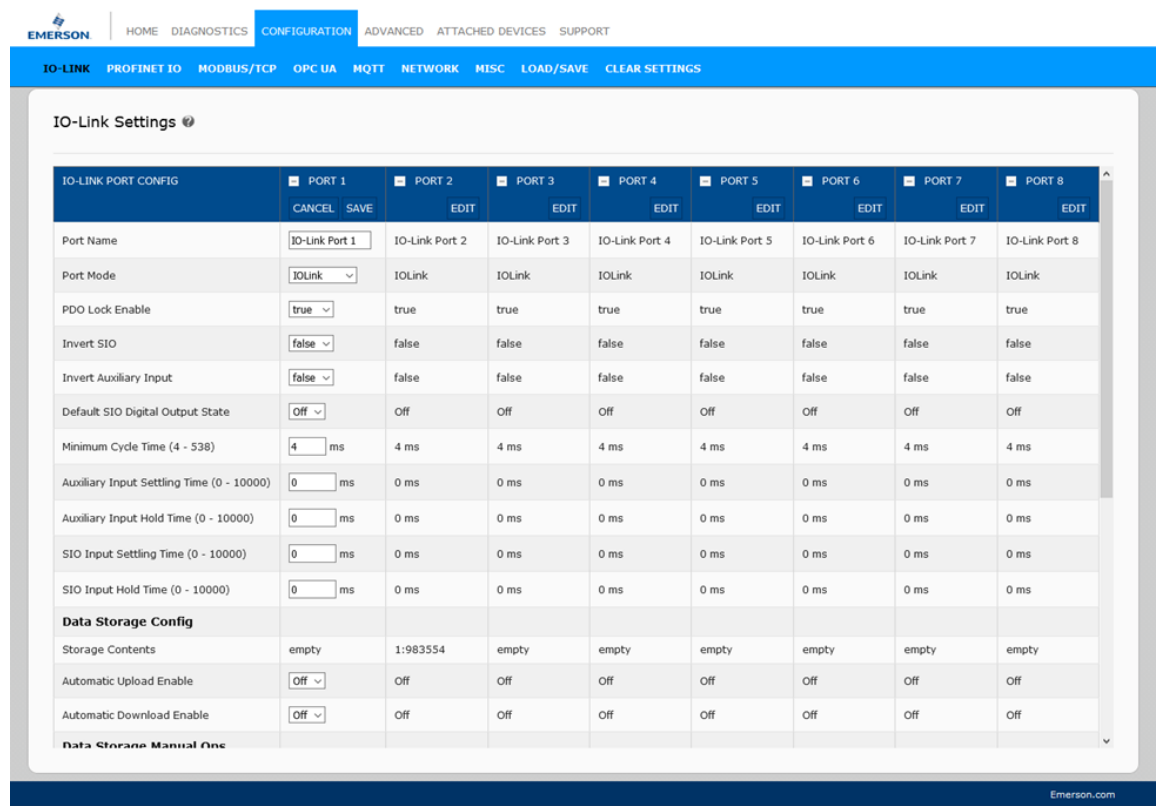 EMERSON
HOME DIAGNOSTICS CONFIGURATION ADVANCED ATTACHED DEVICES SUPPORT
IO-LINK PROFINET IO MODBUS/TCP OPC UA MQTT NETWORK MISC LOAD/SAVE CLEAR SETTINGS
IO-Link Settings ?
IO-LINK PORT CONFIG PORT 1 PORT 2 PORT 3 PORT 4 PORT 5 PORT 6 PORT 7 PORT 8
CANCEL SAVE EDIT EDIT EDIT EDIT EDIT EDIT EDIT
Port Name IO-Link Port 1 IO-Link Port 2 IO-Link Port 3 IO-Link Port 4 IO-Link Port 5 IO-Link Port 6 IO-Link Port 7 IO-Link Port 8
Port Mode IOLink IOLink IOLink IOLink IOLink IOLink IOLink IOLink
PDO Lock Enable true true true true true true true true
Invert SIO false false false false false false false false
Invert Auxiliary Input false false false false false false false false
Default SIO Digital Output State Off Off Off Off Off Off Off Off
Minimum Cycle Time (4 - 538) 4 ms 4 ms 4 ms 4 ms 4 ms 4 ms 4 ms 4 ms
Auxiliary Input Settling Time (0 - 10000) 0 ms 0 ms 0 ms 0 ms 0 ms 0 ms 0 ms 0 ms
Auxiliary Input Hold Time (0 - 10000) 0 ms 0 ms 0 ms 0 ms 0 ms 0 ms 0 ms 0 ms
SIO Input Settling Time (0 - 10000) 0 ms 0 ms 0 ms 0 ms 0 ms 0 ms 0 ms 0 ms
SIO Input Hold Time (0 - 10000) 0 ms 0 ms 0 ms 0 ms 0 ms 0 ms 0 ms 0 ms
Data Storage Config
Storage Contents empty 1:983554 empty empty empty empty empty empty
Automatic Upload Enable Off Off Off Off Off Off Off Off
Automatic Download Enable Off Off Off Off Off Off Off Off
Data Storage Manual Ops
Emerson.com